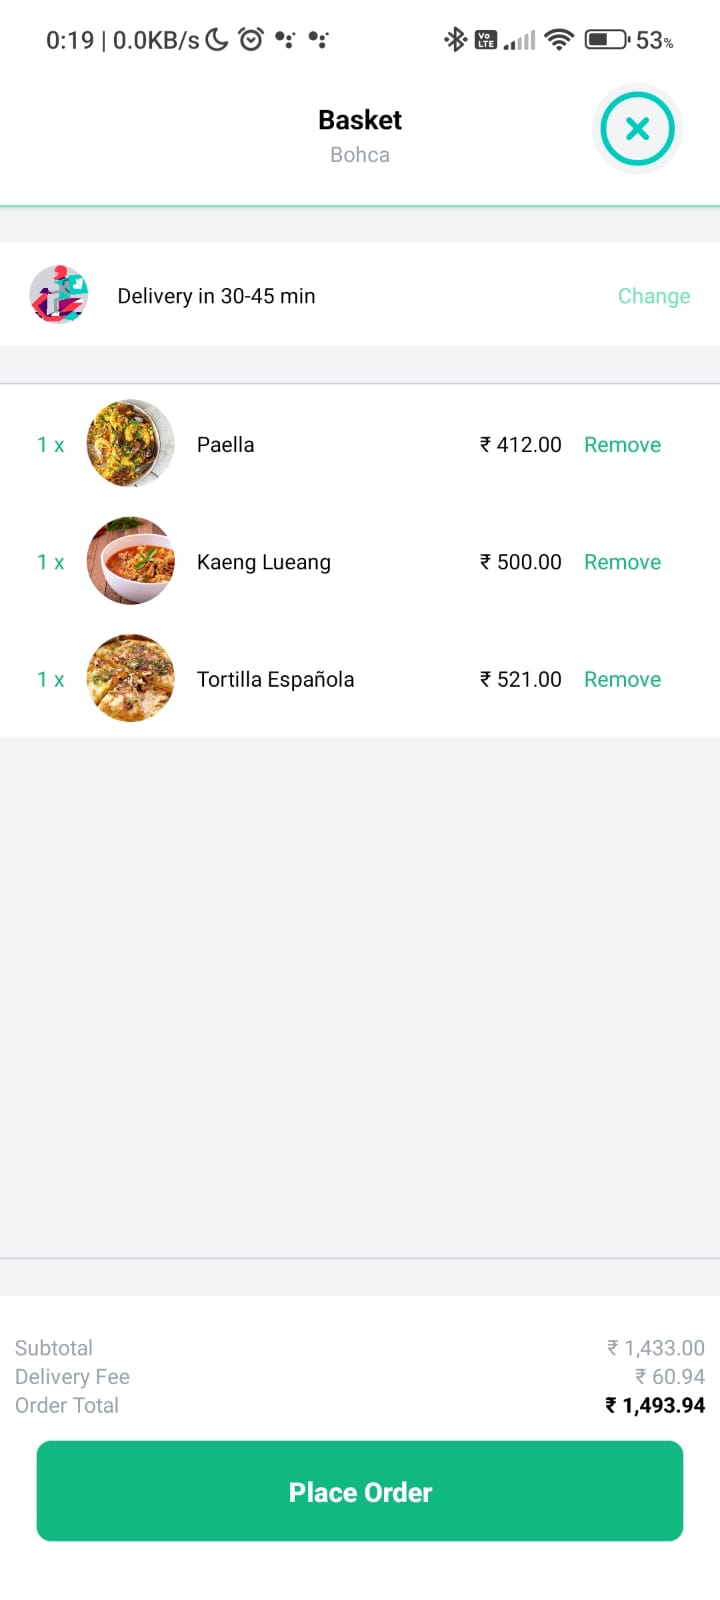 0:19 | 0.0KB/s Vo LTE 53%
Basket
Bohca
Delivery in 30-45 min Change
1 x Paella ₹ 412.00 Remove
1 x Kaeng Lueang ₹ 500.00 Remove
1 x Tortilla Española ₹ 521.00 Remove
Subtotal ₹ 1,433.00
Delivery Fee ₹ 60.94
Order Total ₹ 1,493.94
Place Order